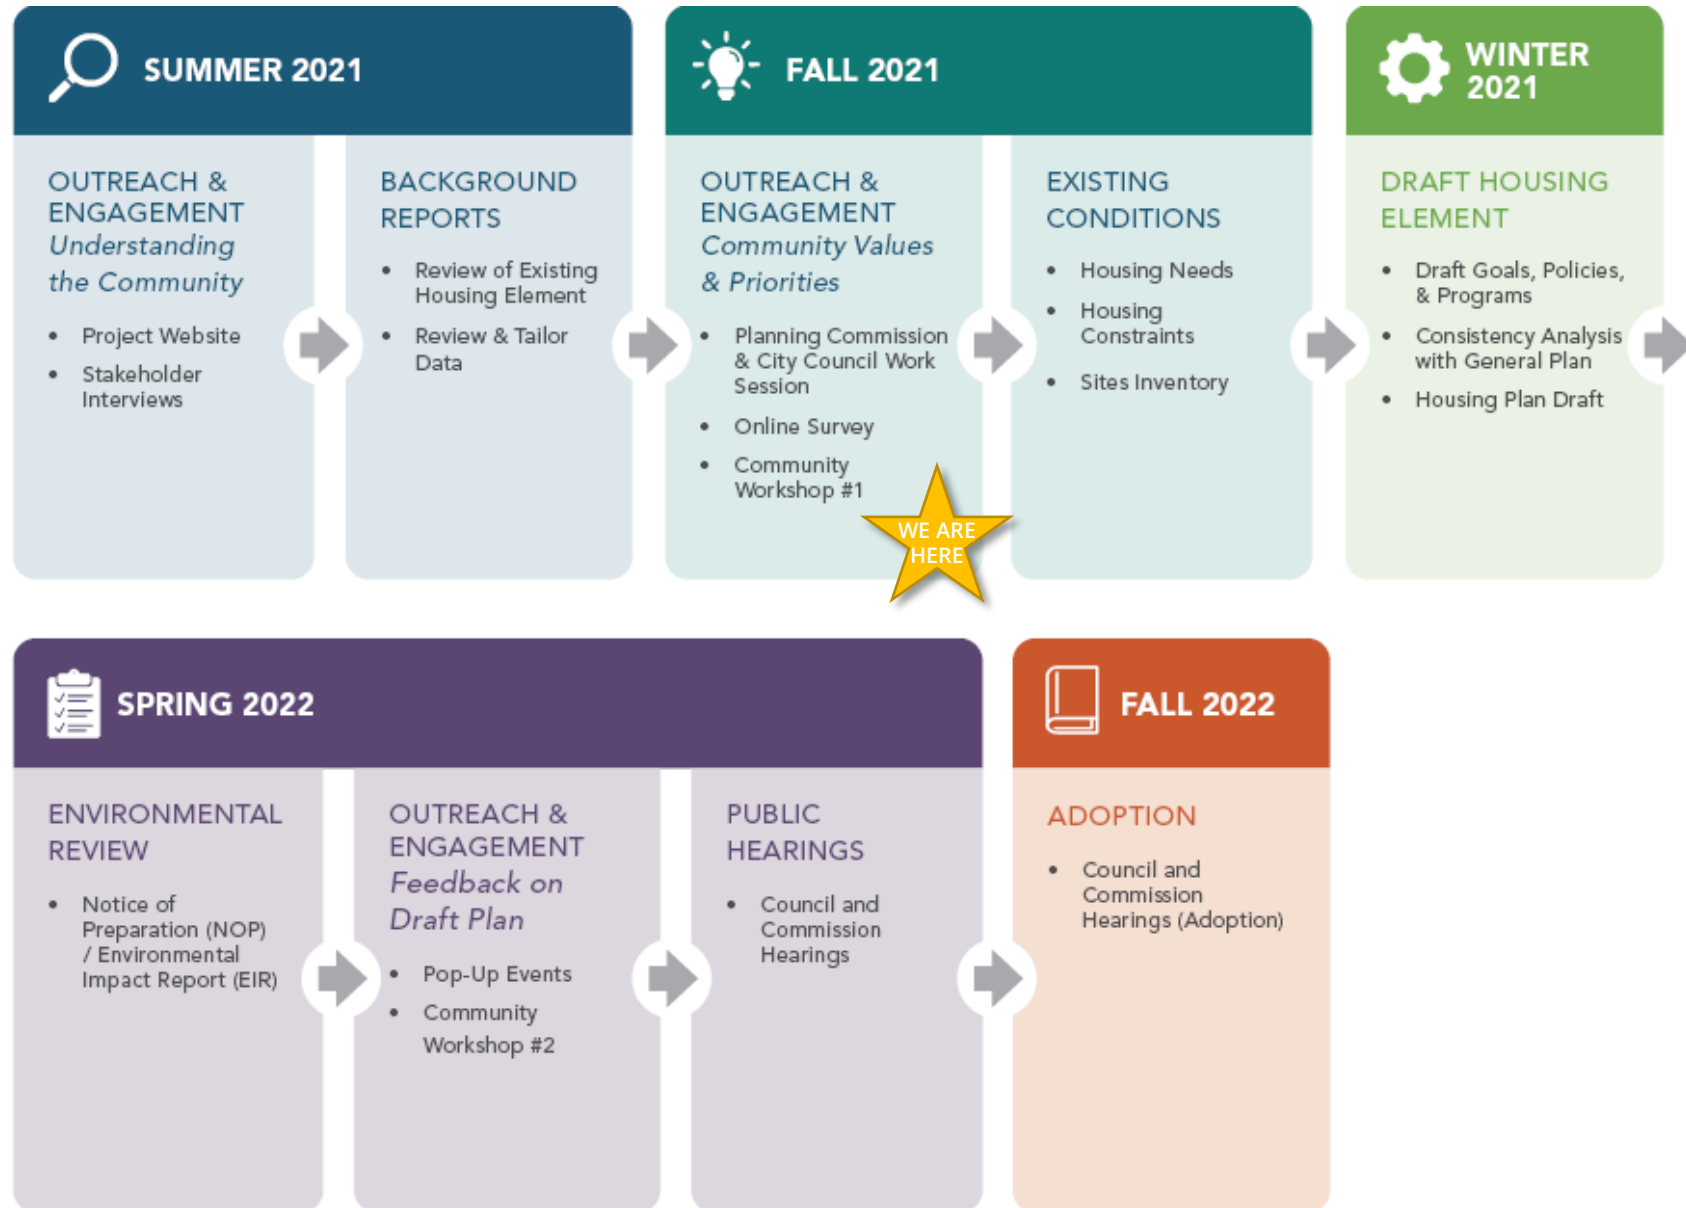 SUMMER 2021
OUTREACH &
ENGAGEMENT
Understanding
the Community
• Project Website
• Stakeholder
Interviews
BACKGROUND
REPORTS
• Review of Existing
Housing Element
• Review & Tailor
Data
FALL 2021
OUTREACH &
ENGAGEMENT
Community Values
& Priorities
• Planning Commission
& City Council Work
Session
• Online Survey
• Community
Workshop #1
WE ARE
HERE
EXISTING
CONDITIONS
• Housing Needs
• Housing
Constraints
• Sites Inventory
WINTER
2021
DRAFT HOUSING
ELEMENT
• Draft Goals, Policies,
& Programs
• Consistency Analysis
with General Plan
• Housing Plan Draft
SPRING 2022
ENVIRONMENTAL
REVIEW
• Notice of
Preparation (NOP)
/ Environmental
Impact Report (EIR)
OUTREACH &
ENGAGEMENT
Feedback on
Draft Plan
• Pop-Up Events
• Community
Workshop #2
PUBLIC
HEARINGS
• Council and
Commission
Hearings
FALL 2022
ADOPTION
• Council and
Commission
Hearings (Adoption)